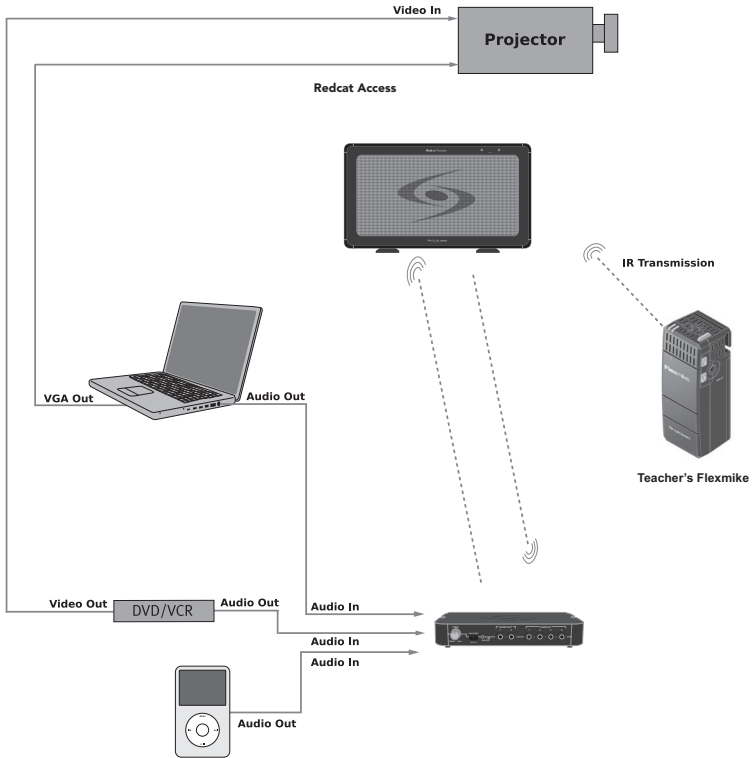 Video In
Projector
Redcat Access
IR Transmission
VGA Out
Audio Out
Teacher's Flexmike
Video Out
DVD/VCR
Audio Out
Audio In
Audio In
Audio In
Audio Out